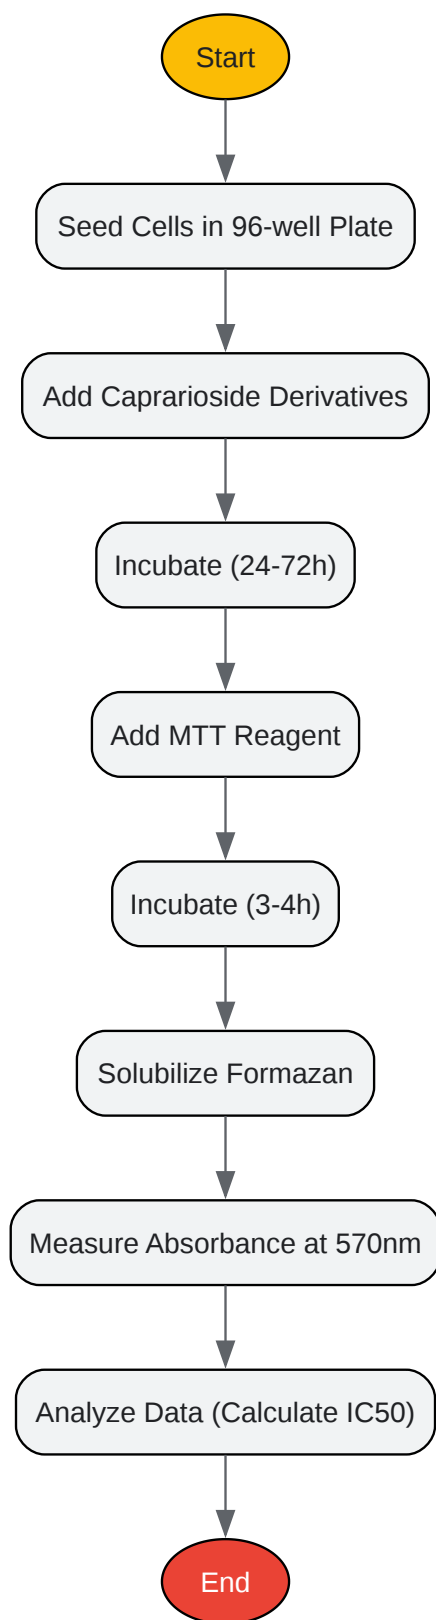 Start
Seed Cells in 96-well Plate
Add Caprarioside Derivatives
Incubate (24-72h)
Add MTT Reagent
Incubate (3-4h)
Solubilize Formazan
Measure Absorbance at 570nm
Analyze Data (Calculate IC50)
End